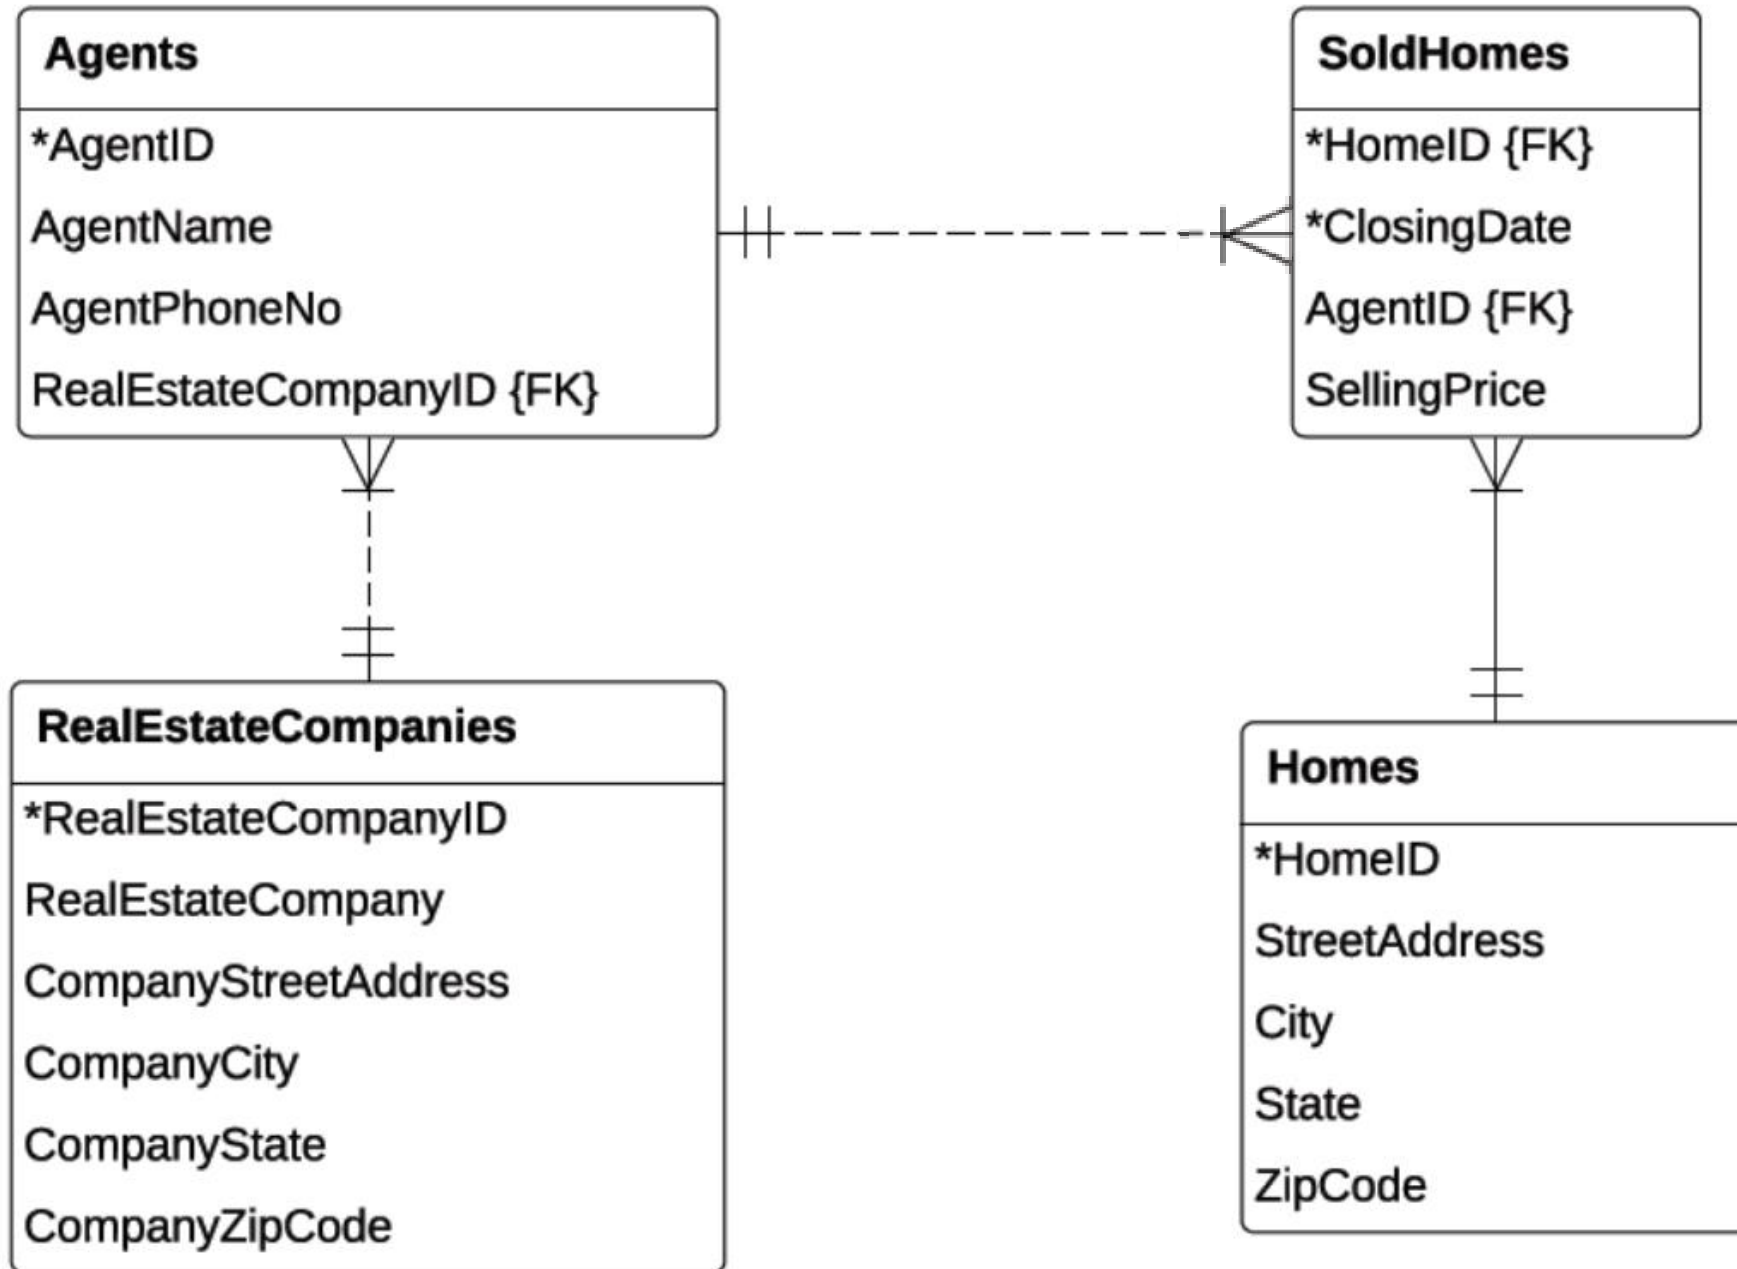 Agents
*AgentID
AgentName
AgentPhoneNo
RealEstateCompanyID {FK}
SoldHomes
*HomeID {FK}
*ClosingDate
AgentID {FK}
SellingPrice
RealEstateCompanies
*RealEstateCompanyID
RealEstateCompany
CompanyStreetAddress
CompanyCity
CompanyState
CompanyZipCode
Homes
*HomeID
StreetAddress
City
State
ZipCode